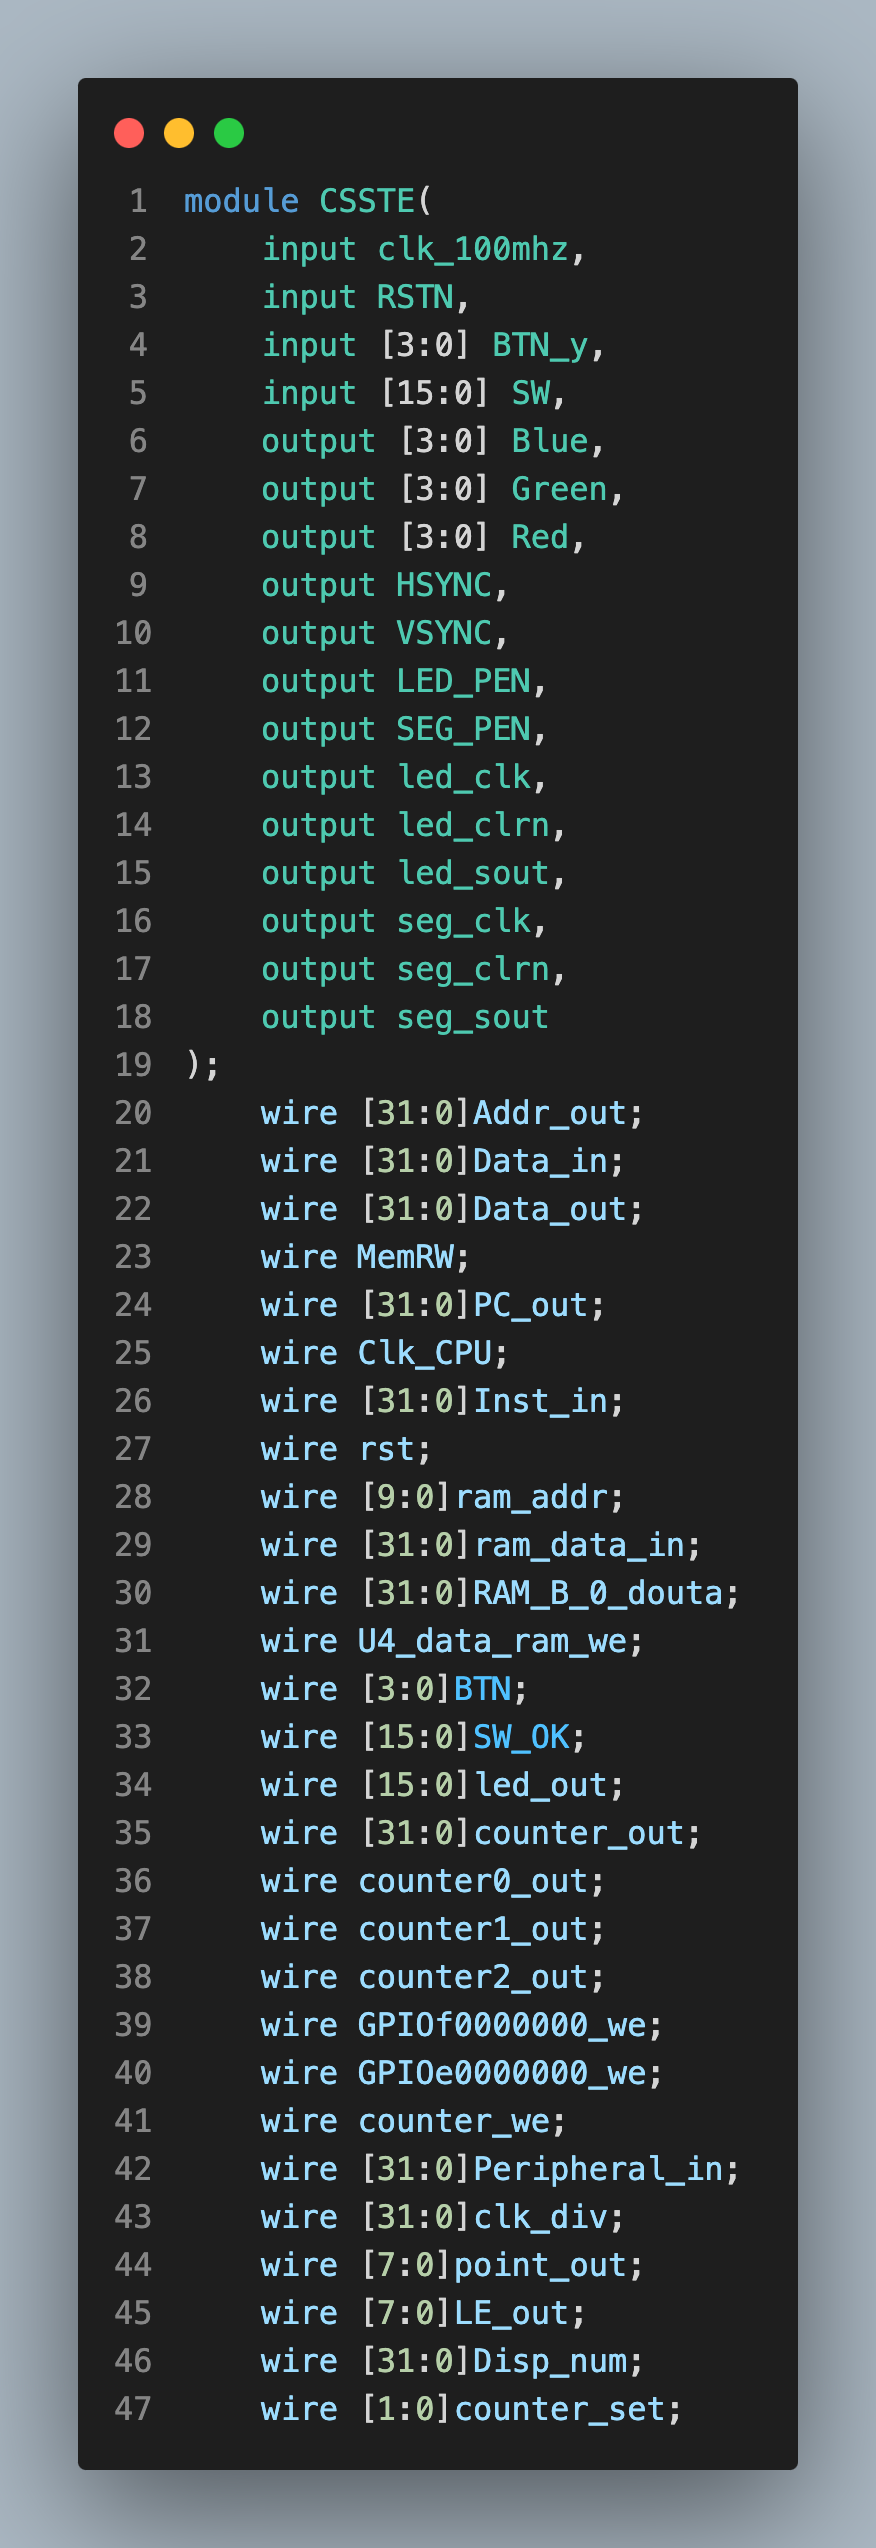 1 module CSSTE(
2 input clk_100mhz,
3 input RSTN,
4 input [3:0] BTN_y,
5 input [15:0] SW,
6 output [3:0] Blue,
7 output [3:0] Green,
8 output [3:0] Red,
9 output HSYNC,
10 output VSYNC,
11 output LED_PEN,
12 output SEG_PEN,
13 output led_clk,
14 output led_clrn,
15 output led_sout,
16 output seg_clk,
17 output seg_clrn,
18 output seg_sout
19 );
20 wire [31:0]Addr_out;
21 wire [31:0]Data_in;
22 wire [31:0]Data_out;
23 wire MemRW;
24 wire [31:0]PC_out;
25 wire Clk_CPU;
26 wire [31:0]Inst_in;
27 wire rst;
28 wire [9:0]ram_addr;
29 wire [31:0]ram_data_in;
30 wire [31:0]RAM_B_0_douta;
31 wire U4_data_ram_we;
32 wire [3:0]BTN;
33 wire [15:0]SW_OK;
34 wire [15:0]led_out;
35 wire [31:0]counter_out;
36 wire counter0_out;
37 wire counter1_out;
38 wire counter2_out;
39 wire GPIOf0000000_we;
40 wire GPIOe0000000_we;
41 wire counter_we;
42 wire [31:0]Peripheral_in;
43 wire [31:0]clk_div;
44 wire [7:0]point_out;
45 wire [7:0]LE_out;
46 wire [31:0]Disp_num;
47 wire [1:0]counter_set;